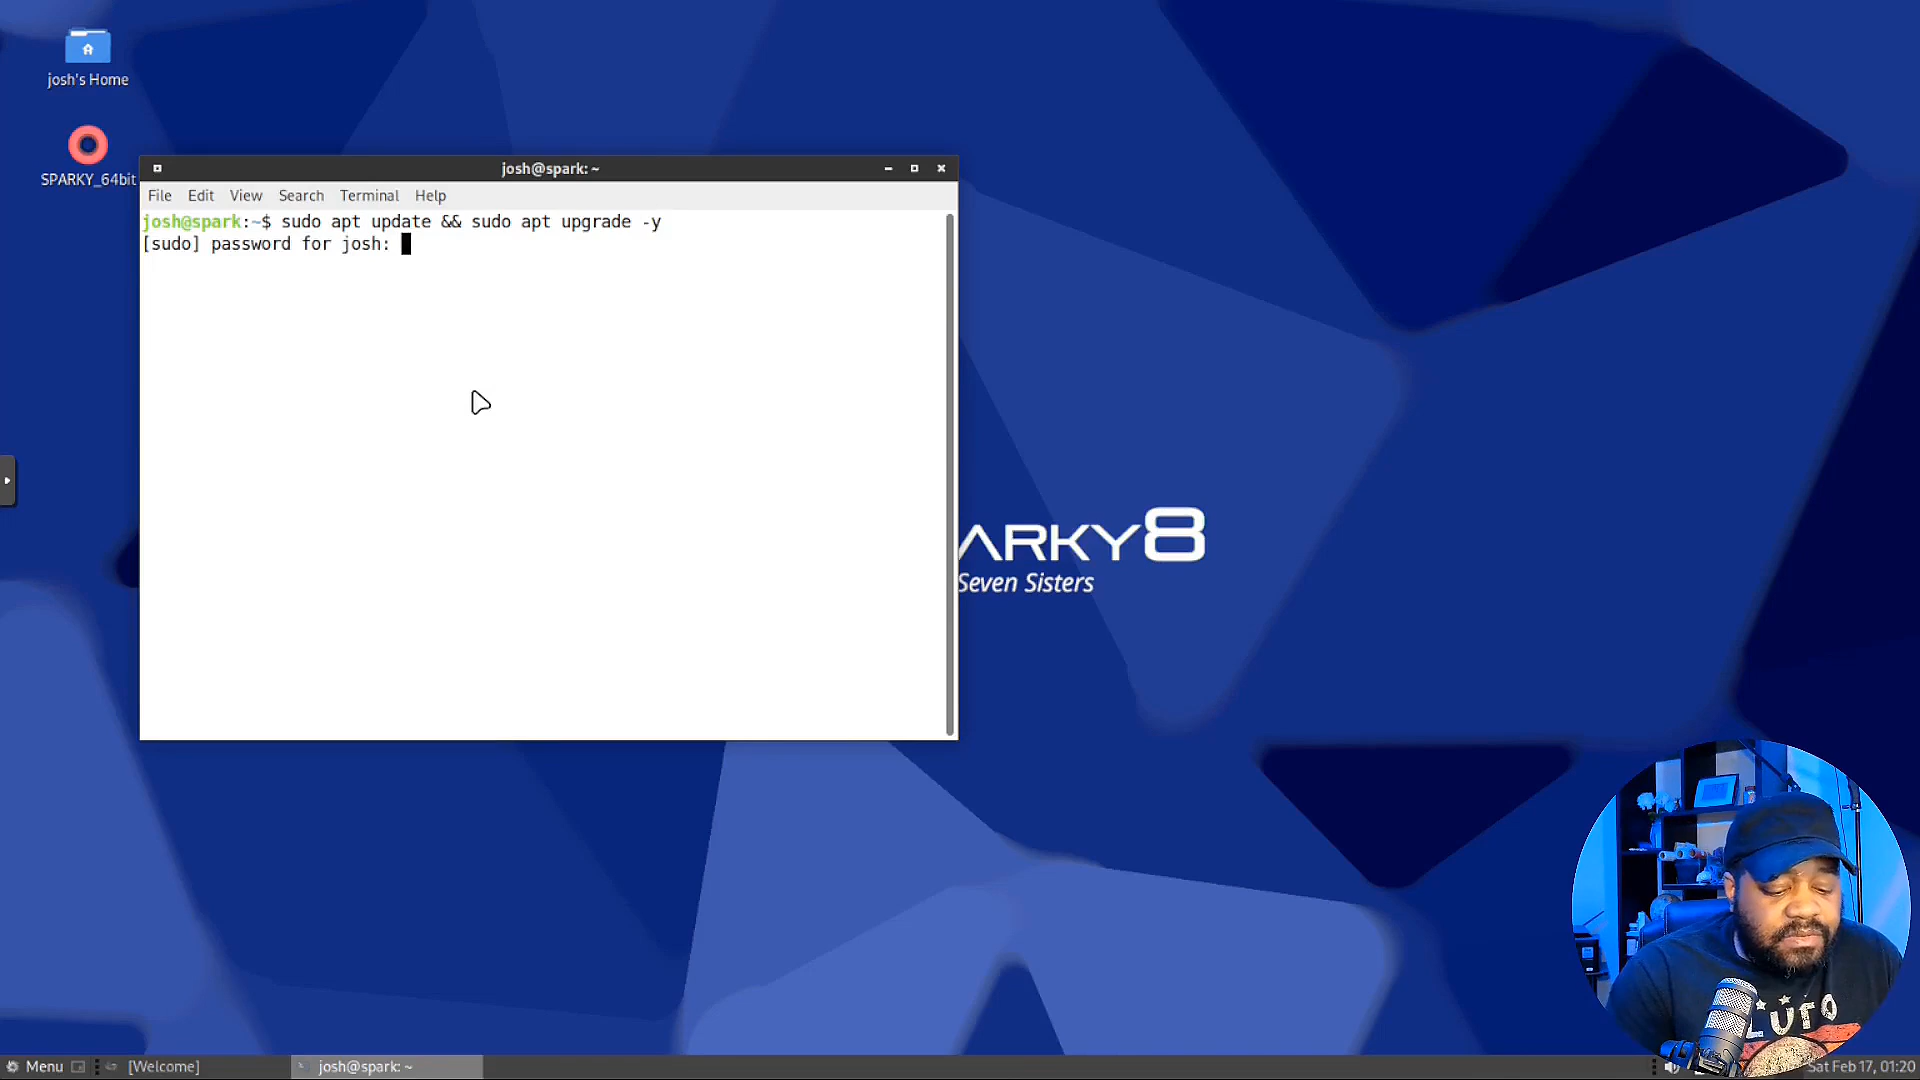 josh's Home
SPARKY_64bit
josh@spark: ~
File Edit View Search Terminal Help
josh@spark:~$ sudo apt update && sudo apt upgrade -y
[sudo] password for josh:
ARKY8
Seven Sisters
Menu
[Welcome]
josh@spark: ~
Sat Feb 17, 01:20